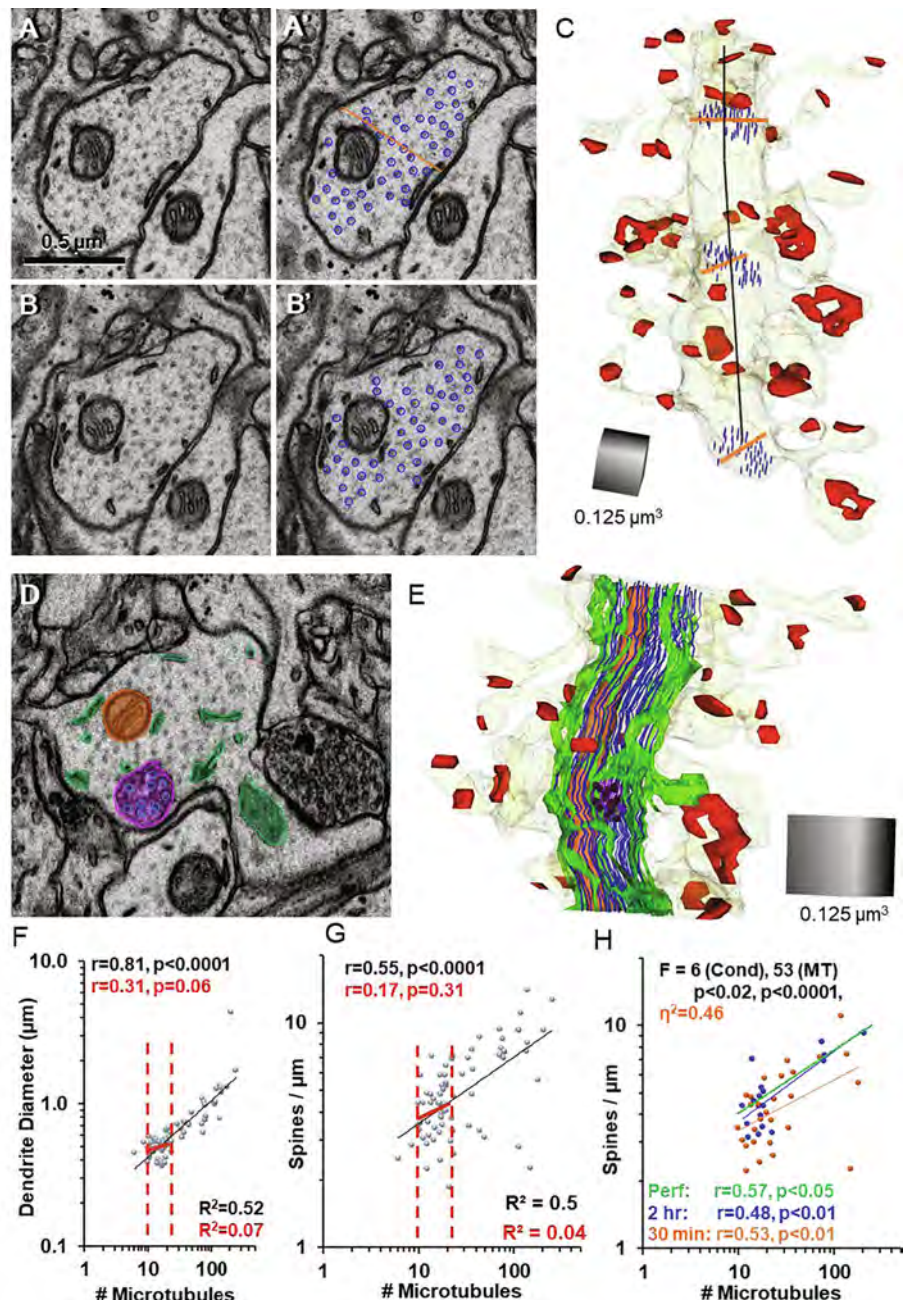 A
A'
C
0.5 µm
B
B'
0.125 µm³
D
E
0.125 µm³
F
r=0.81, p<0.0001
r=0.31, p=0.06
10.0
1.0
0.1
Dendrite Diameter (µm)
R²=0.52
R²=0.07
1
10
100
# Microtubules
G
r=0.55, p<0.0001
r=0.17, p=0.31
10
1
Spines / µm
R² = 0.5
R² = 0.04
1
10
100
# Microtubules
H
F = 6 (Cond), 53 (MT)
p<0.02, p<0.0001,
η²=0.46
10
1
Spines / µm
Perf: r=0.57, p<0.05
2 hr: r=0.48, p<0.01
30 min: r=0.53, p<0.01
1
10
100
# Microtubules